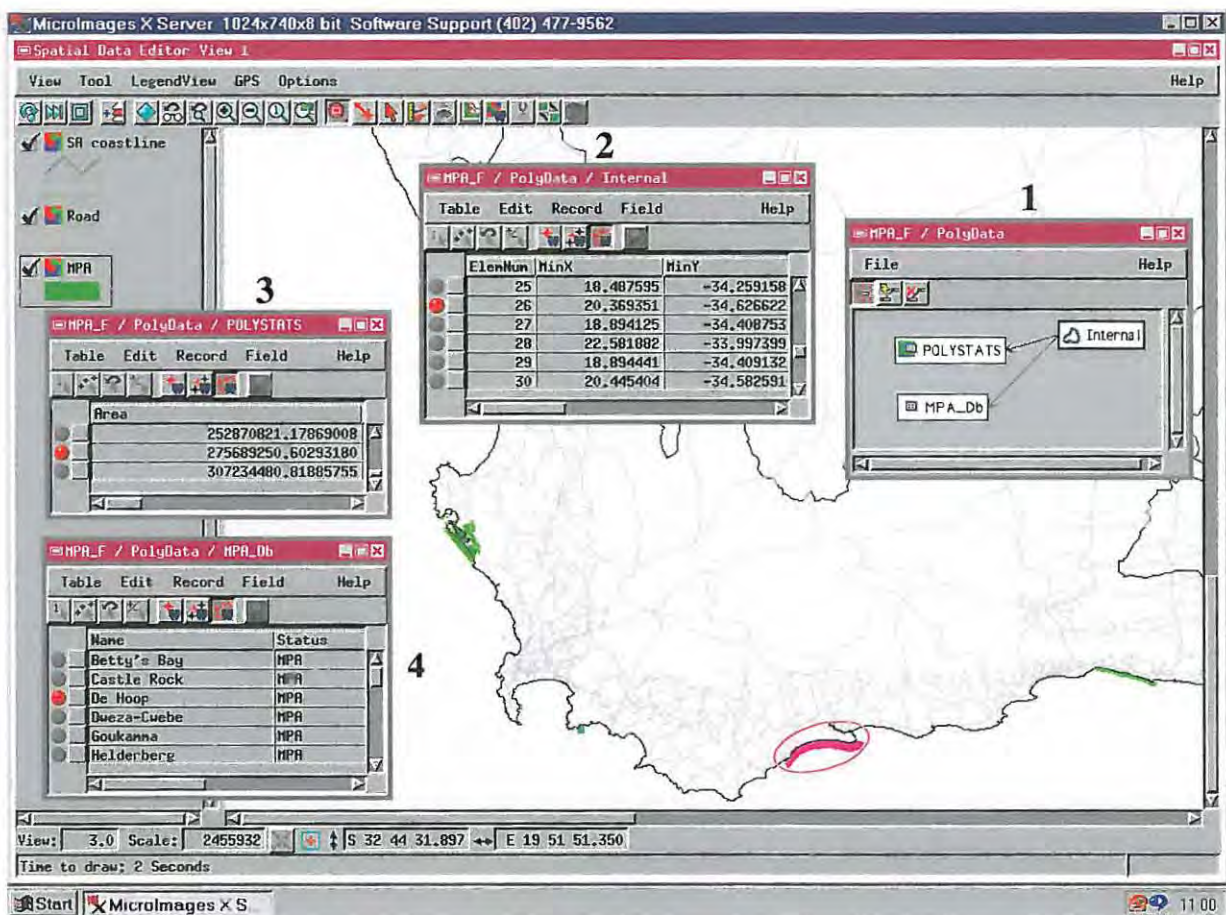 MicroImages X Server 1024x740x8 bit Software Support (402) 477-9562
Spatial Data Editor View 1
View Tool LegendView GPS Options Help
SA coastline
Road
MPA
2
MPA_F / PolyData / Internal
Table Edit Record Field Help
ElemNum MinX MinY
25 18.487595 -34.259158
26 20.369351 -34.626622
27 18.894125 -34.408753
28 22.581882 -33.997399
29 18.894441 -34.409132
30 20.445404 -34.582591
1
MPA_F / PolyData
File Help
POLYSTATS
Internal
MPA_Db
3
MPA_F / PolyData / POLYSTATS
Table Edit Record Field Help
Area
252870821.17869008
275689250.60293180
307234480.81885755
MPA_F / PolyData / MPA_Db
Table Edit Record Field Help
Name Status
Betty's Bay MPA
Castle Rock MPA
De Hoop MPA
Dweza-Cwebe MPA
Goukamma MPA
Helderberg MPA
4
View: 3.0 Scale: 2455932 S 32 44 31.897 E 19 51 51.350
Time to draw: 2 Seconds
Start MicroImages X S... 11:00